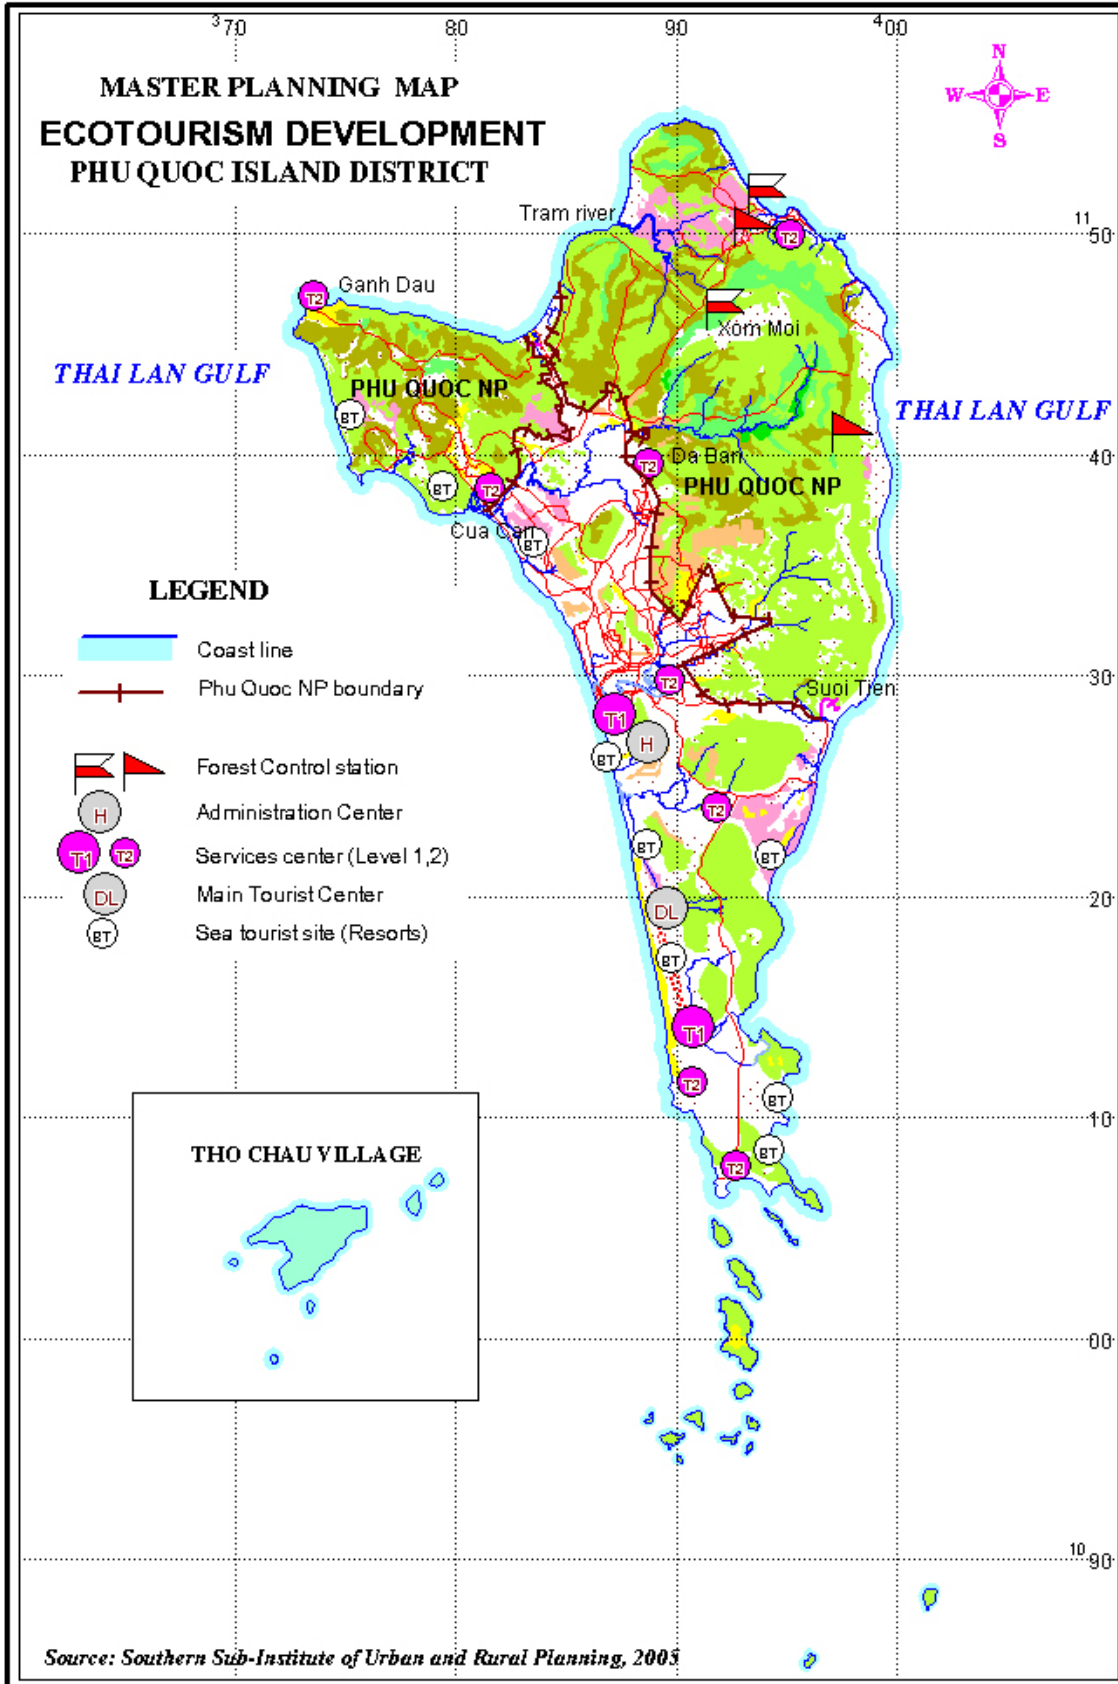 ³70 80 90 ⁴00
MASTER PLANNING MAP
ECOTOURISM DEVELOPMENT
PHU QUOC ISLAND DISTRICT
N
W E
S
Tram river
11
50
T2
Ganh Dau
T2
Xom Moi
THAI LAN GULF
PHU QUOC NP
THAI LAN GULF
BT
40
Da Ban
T2
PHU QUOC NP
BT
T2
Cua Can
BT
LEGEND
Coast line
Phu Quoc NP boundary
30
T2
Suoi Tien
T1
H
BT
Forest Control station
H
Administration Center
T2
T1 T2
Services center (Level 1,2)
BT
BT
DL
Main Tourist Center
20
DL
BT
Sea tourist site (Resorts)
BT
T1
T2
BT
10
THO CHAU VILLAGE
BT
T2
00
10
90
Source: Southern Sub-Institute of Urban and Rural Planning, 2005